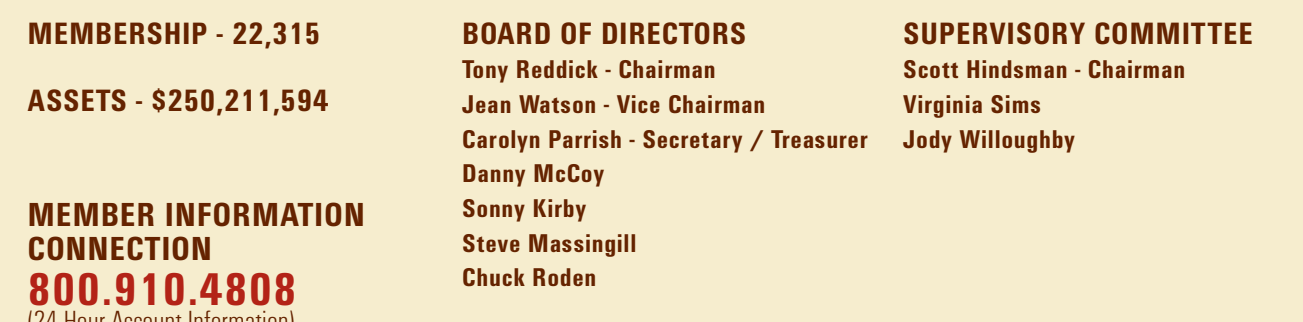 MEMBERSHIP - 22,315
ASSETS - $250,211,594
MEMBER INFORMATION
CONNECTION
800.910.4808
(24 Hour Account Information)
BOARD OF DIRECTORS
Tony Reddick - Chairman
Jean Watson - Vice Chairman
Carolyn Parrish - Secretary / Treasurer
Danny McCoy
Sonny Kirby
Steve Massingill
Chuck Roden
SUPERVISORY COMMITTEE
Scott Hindsman - Chairman
Virginia Sims
Jody Willoughby